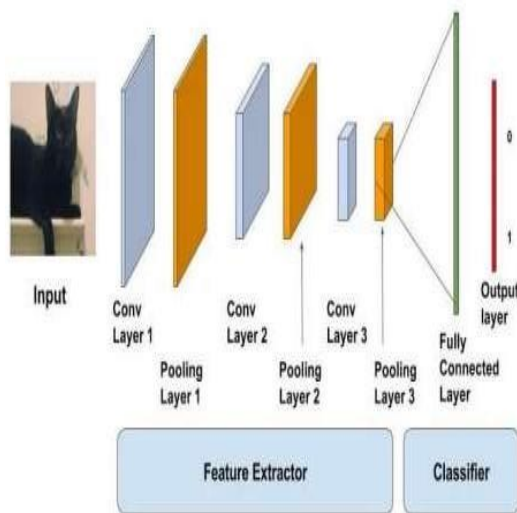 Input
Conv
Layer 1
Pooling
Layer 1
Conv
Layer 2
Pooling
Layer 2
Conv
Layer 3
Pooling
Layer 3
Fully
Connected
Layer
Output
layer
0
1
Feature Extractor
Classifier